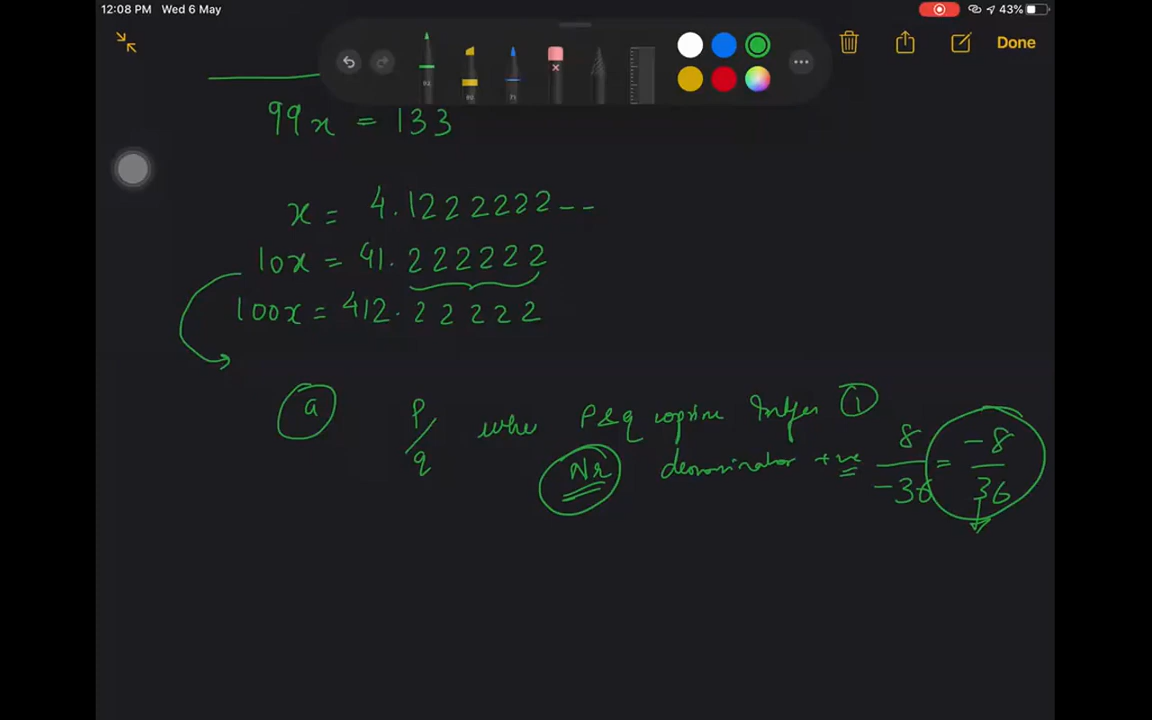 12:08 PM Wed 6 May
43%
Done
99x = 133
x = 4.1222222--
10x = 41.222222
100x = 412.22222
a
P/q where P&q coprime Integer 1
Nr denominator +ve 8/-36 = -8/36